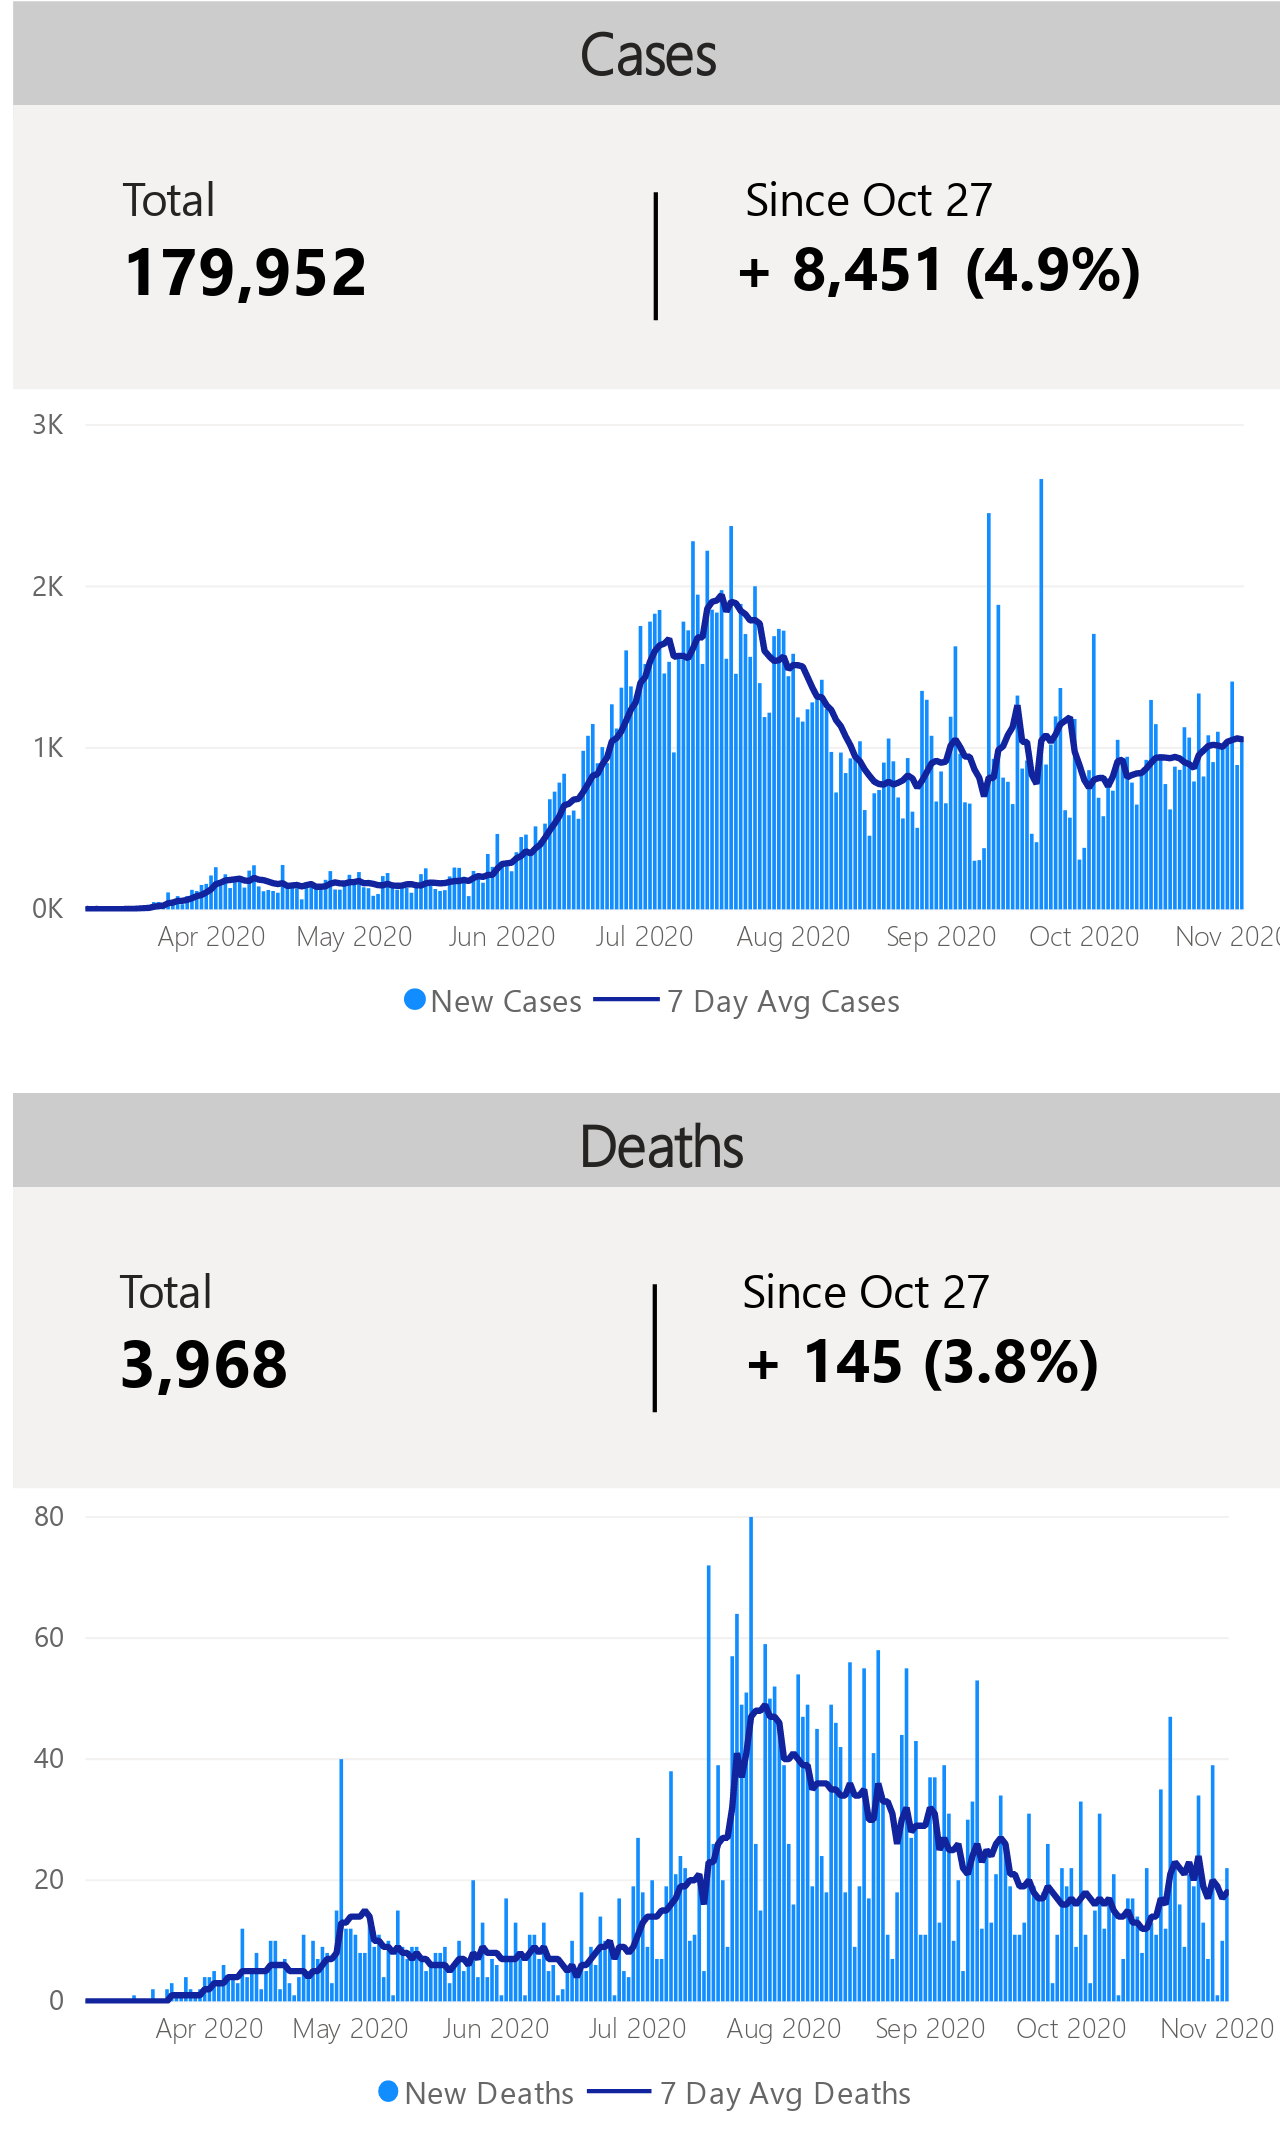 Cases
Total
Since Oct 27
179,952
+ 8,451 (4.9%)
3K
2K
1K
0K
Apr 2020 May 2020 Jun 2020 Jul 2020 Aug 2020 Sep 2020 Oct 2020 Nov 2020
New Cases 7 Day Avg Cases
Deaths
Total
Since Oct 27
3,968
+ 145 (3.8%)
80
60
40
20
0
Apr 2020 May 2020 Jun 2020 Jul 2020 Aug 2020 Sep 2020 Oct 2020 Nov 2020
New Deaths 7 Day Avg Deaths